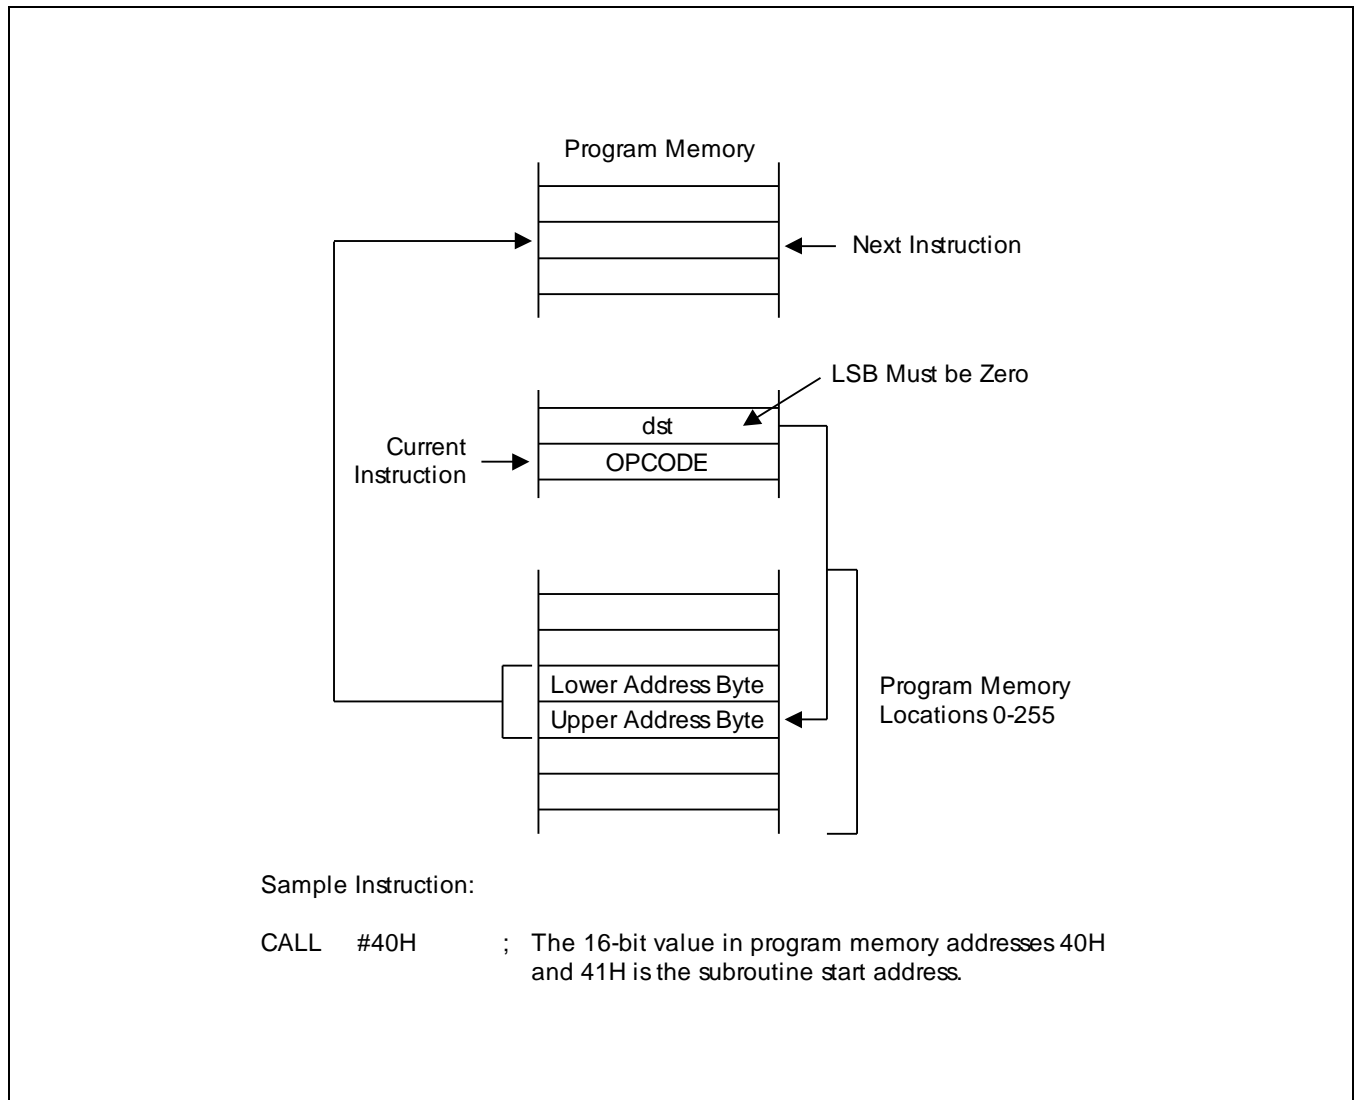 Program Memory
Next Instruction
LSB Must be Zero
dst
Current
Instruction
OPCODE
Lower Address Byte
Upper Address Byte
Program Memory
Locations 0-255
Sample Instruction:
CALL #40H ; The 16-bit value in program memory addresses 40H
and 41H is the subroutine start address.